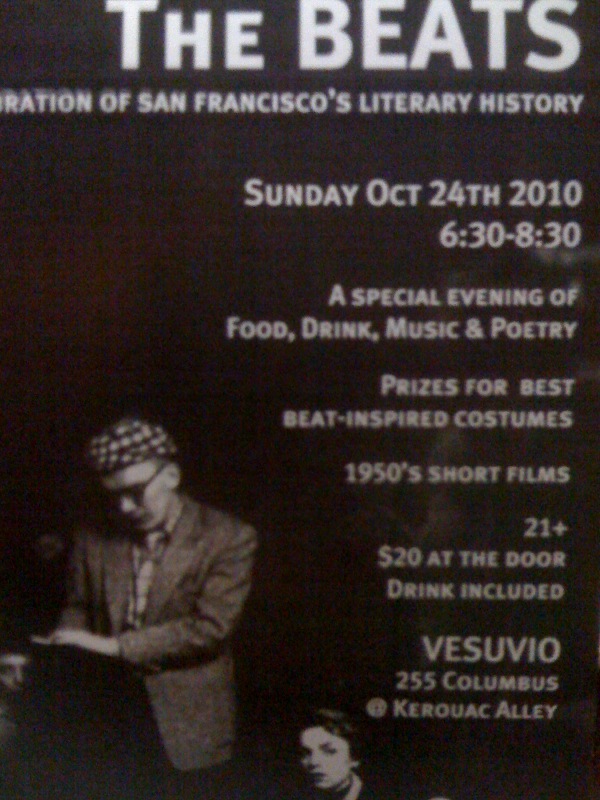 The BEATS
RATION OF SAN FRANCISCO'S LITERARY HISTORY
SUNDAY OCT 24TH 2010
6:30-8:30
A SPECIAL EVENING OF
FOOD, DRINK, MUSIC & POETRY
PRIZES FOR BEST
BEAT-INSPIRED COSTUMES
1950'S SHORT FILMS
21+
$20 AT THE DOOR
DRINK INCLUDED
VESUVIO
255 COLUMBUS
@ KEROUAC ALLEY